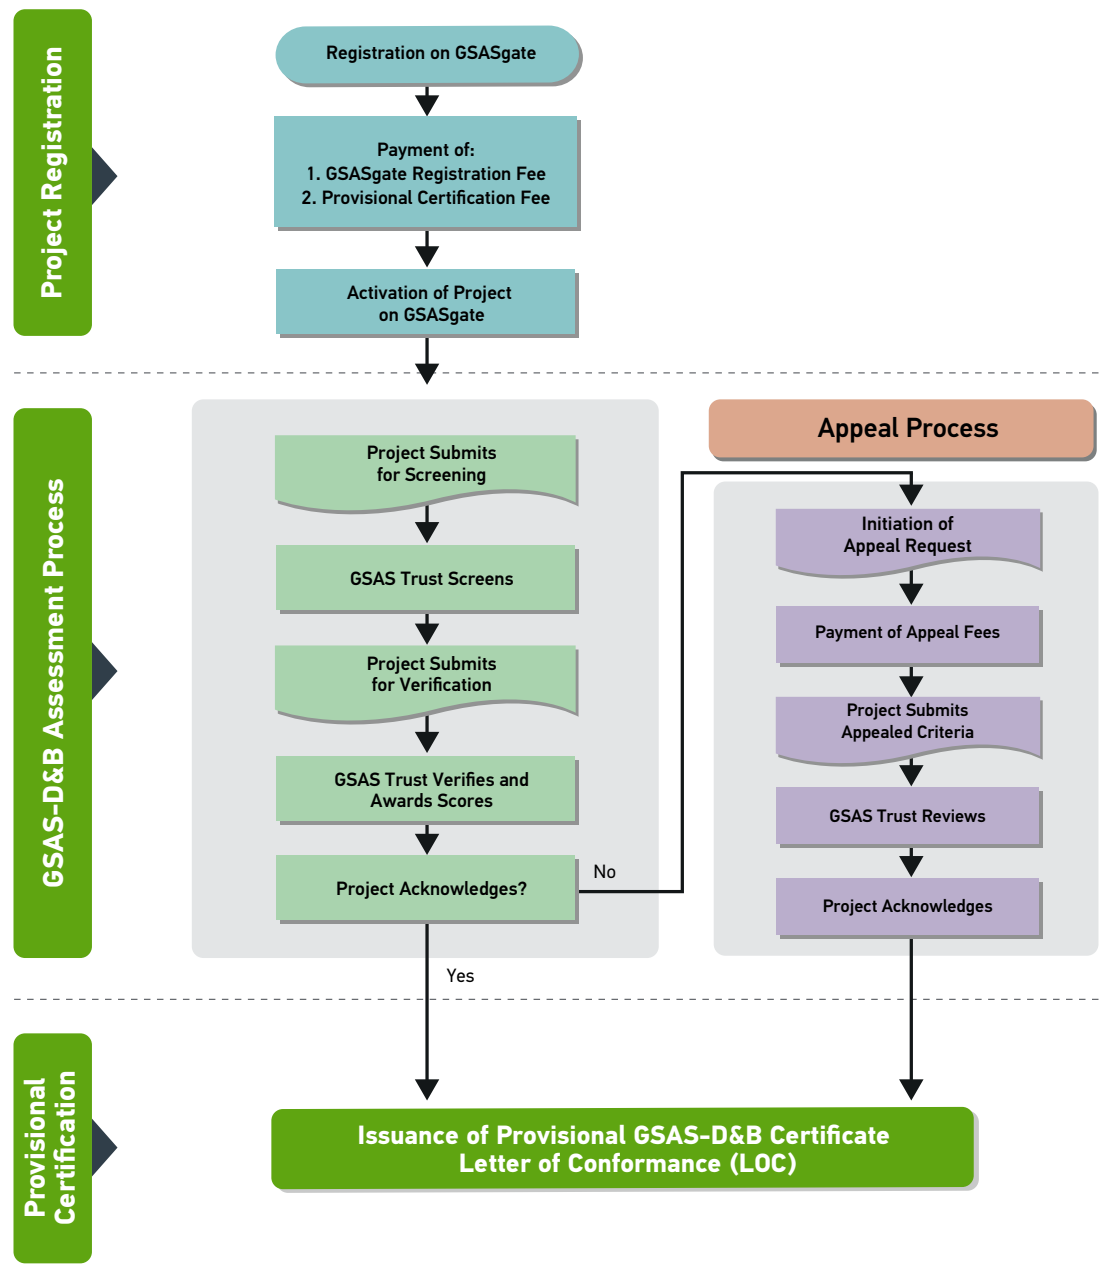 Project Registration
Registration on GSASgate
Payment of:
1. GSASgate Registration Fee
2. Provisional Certification Fee
Activation of Project
on GSASgate
GSAS-D&B Assessment Process
Project Submits
for Screening
GSAS Trust Screens
Project Submits
for Verification
GSAS Trust Verifies and
Awards Scores
Project Acknowledges?
No
Yes
Appeal Process
Initiation of
Appeal Request
Payment of Appeal Fees
Project Submits
Appealed Criteria
GSAS Trust Reviews
Project Acknowledges
Provisional
Certification
Issuance of Provisional GSAS-D&B Certificate
Letter of Conformance (LOC)